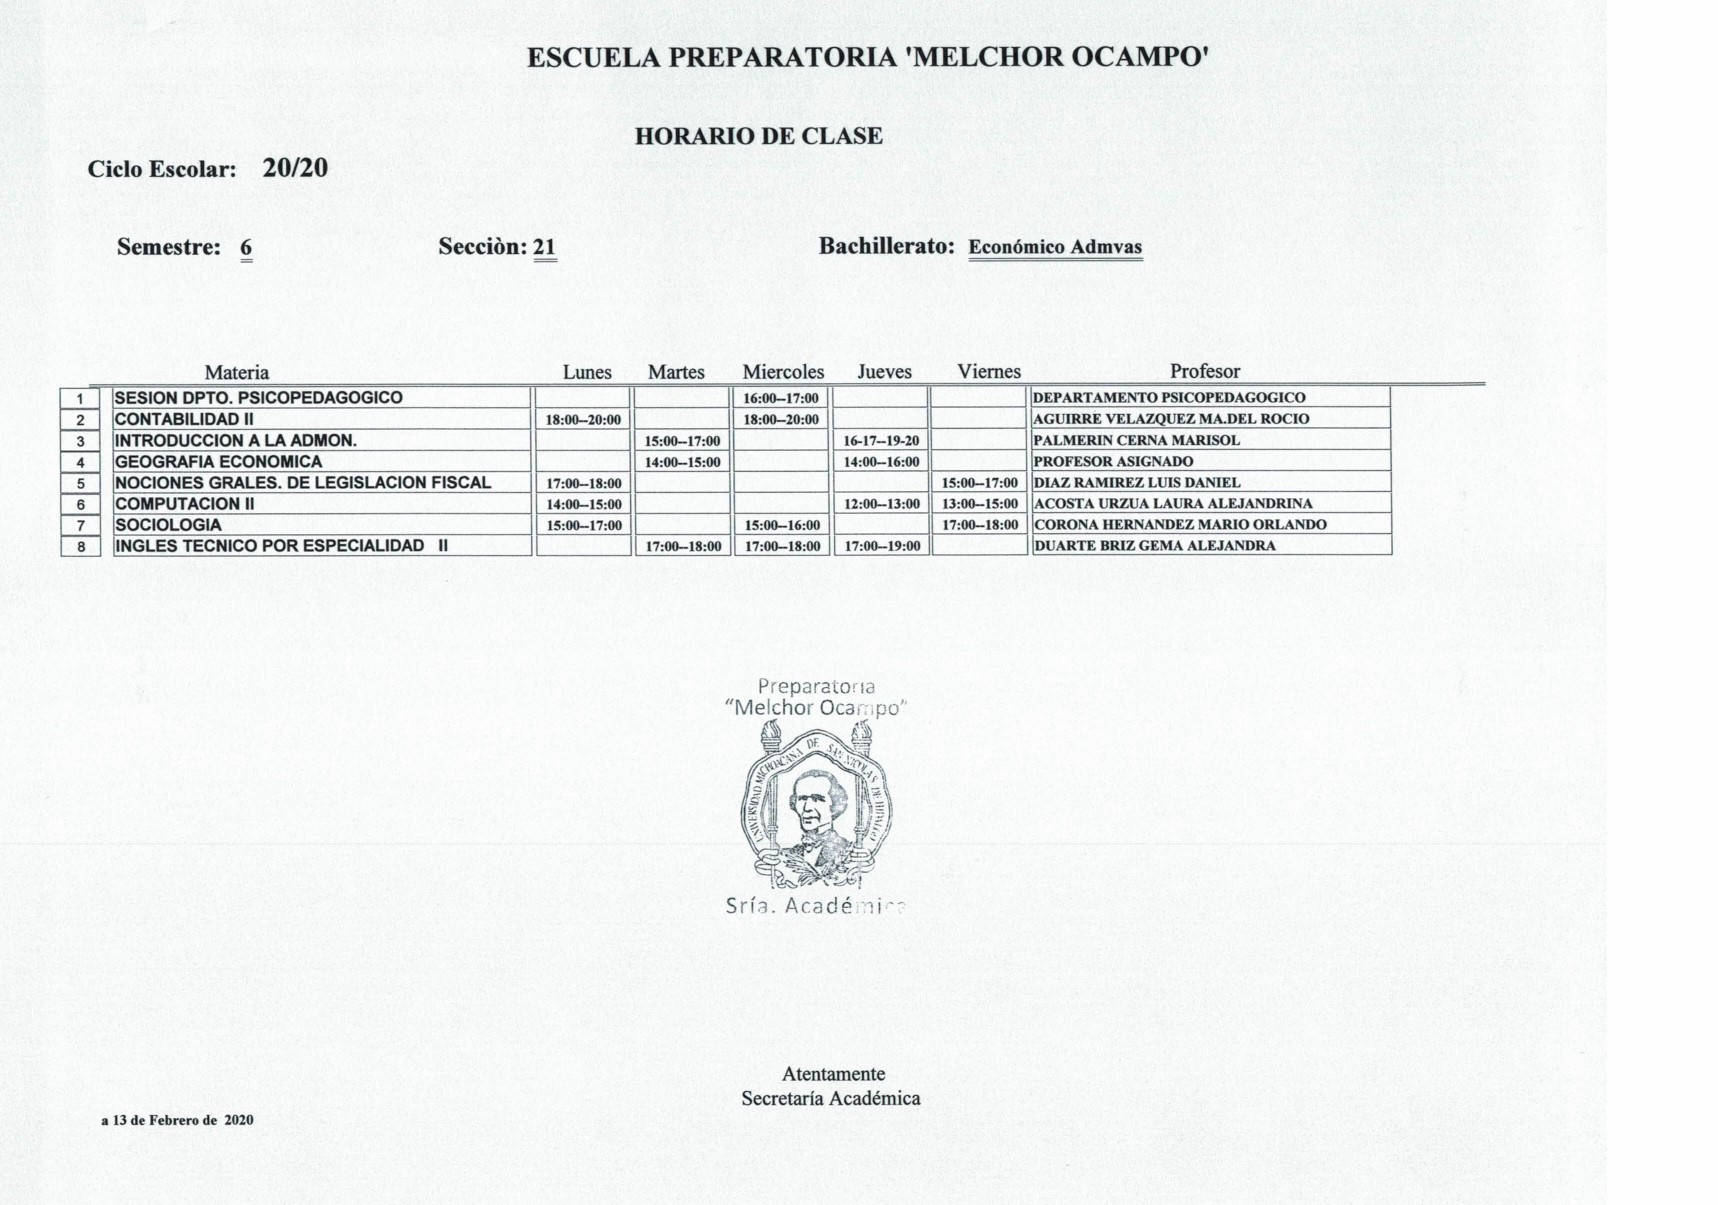 ESCUELA PREPARATORIA 'MELCHOR OCAMPO'
HORARIO DE CLASE
Ciclo Escolar: 20/20
Semestre: 6 Secciòn: 21 Bachillerato: Económico Admvas
Materia Lunes Martes Miercoles Jueves Viernes Profesor
1 SESION DPTO. PSICOPEDAGOGICO 16:00--17:00 DEPARTAMENTO PSICOPEDAGOGICO
2 CONTABILIDAD II 18:00--20:00 18:00--20:00 AGUIRRE VELAZQUEZ MA.DEL ROCIO
3 INTRODUCCION A LA ADMON. 15:00--17:00 16-17--19-20 PALMERIN CERNA MARISOL
4 GEOGRAFIA ECONOMICA 14:00--15:00 14:00--16:00 PROFESOR ASIGNADO
5 NOCIONES GRALES. DE LEGISLACION FISCAL 17:00--18:00 15:00--17:00 DIAZ RAMIREZ LUIS DANIEL
6 COMPUTACION II 14:00--15:00 12:00--13:00 13:00--15:00 ACOSTA URZUA LAURA ALEJANDRINA
7 SOCIOLOGIA 15:00--17:00 15:00--16:00 17:00--18:00 CORONA HERNANDEZ MARIO ORLANDO
8 INGLES TECNICO POR ESPECIALIDAD II 17:00--18:00 17:00--18:00 17:00--19:00 DUARTE BRIZ GEMA ALEJANDRA
Preparatoria
"Melchor Ocampo"
UNIVERSIDAD MICHOACANA DE SAN NICOLAS DE HIDALGO
Sría. Académica
Atentamente
Secretaría Académica
a 13 de Febrero de 2020